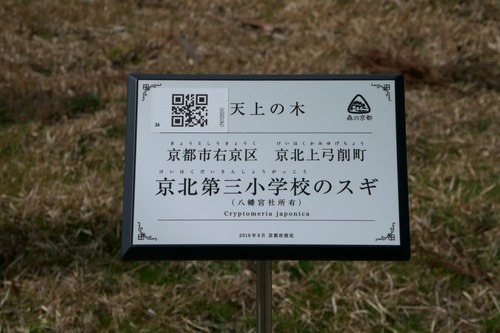 天上の木
森の京都
36
きょうとしうきょうく けいほくかみゆげちょう
京都市右京区 京北上弓削町
けいほくだいさんしょうがっこう
京北第三小学校のスギ
(八幡宮社所有)
Cryptomeria japonica
2016年8月 京都府指定